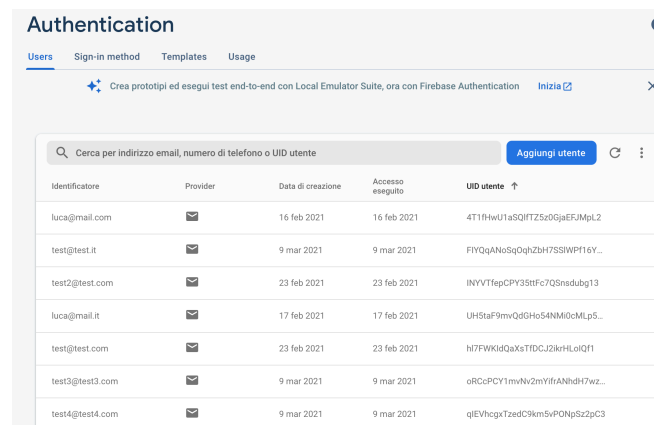 Authentication
Users Sign-in method Templates Usage
Crea prototipi ed esegui test end-to-end con Local Emulator Suite, ora con Firebase Authentication Inizia
Cerca per indirizzo email, numero di telefono o UID utente Aggiungi utente
Identificatore Provider Data di creazione Accesso eseguito UID utente
luca@mail.com 16 feb 2021 16 feb 2021 4T1fHwU1aSQlfTZ5z0GjaEFJMpL2
test@test.it 9 mar 2021 9 mar 2021 FIYQqANoSqOqhZbH7SSIWPf16Y...
test2@test.com 23 feb 2021 23 feb 2021 INYVTfepCPY35ttFc7QSnsdubg13
luca@mail.it 17 feb 2021 17 feb 2021 UH5taF9mvQdGHo54NMi0cMLp5...
test@test.com 23 feb 2021 23 feb 2021 hl7FWKIdQaXsTfDCJ2ikrHLoIQf1
test3@test3.com 9 mar 2021 9 mar 2021 oRCcPCY1mvNv2mYifrANhdH7wz...
test4@test4.com 9 mar 2021 9 mar 2021 qIEVhcgxTzedC9km5vPONpSz2pC3